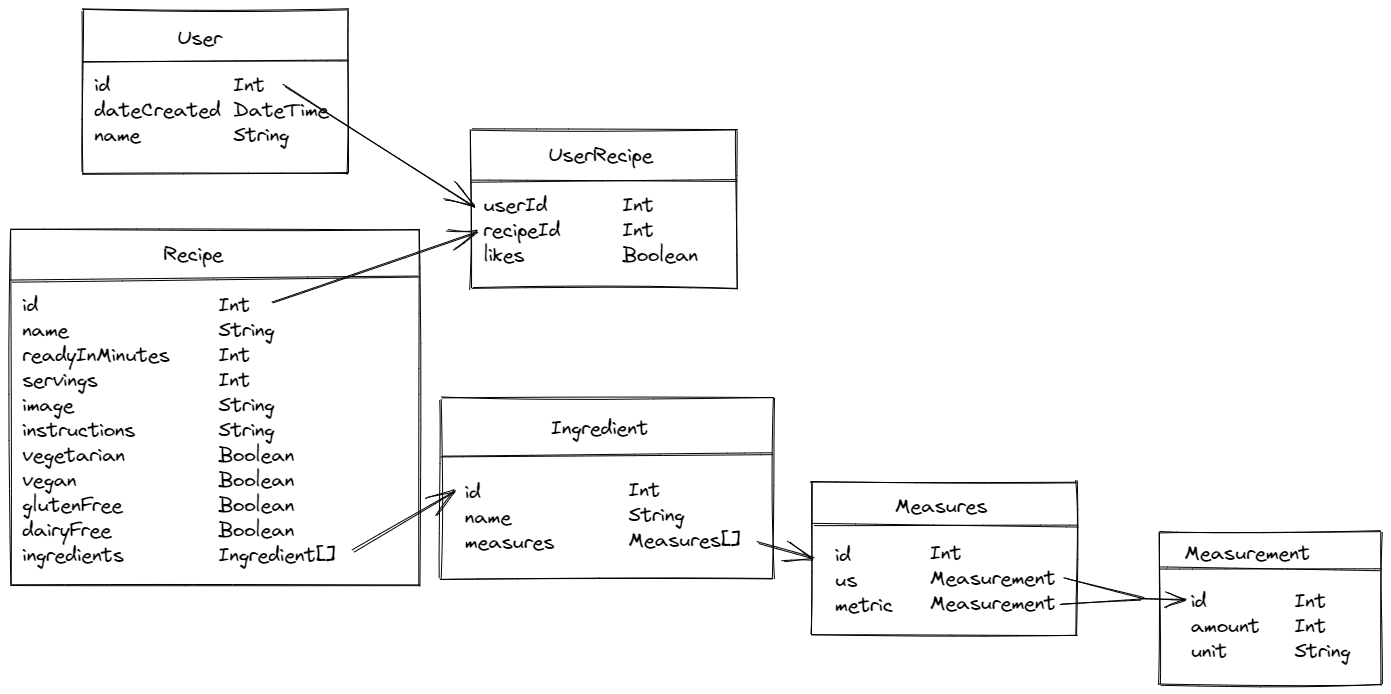 User
id Int
dateCreated DateTime
name String
UserRecipe
userId Int
recipeId Int
likes Boolean
Recipe
id Int
name String
readyInMinutes Int
servings Int
image String
instructions String
vegetarian Boolean
vegan Boolean
glutenFree Boolean
dairyFree Boolean
ingredients Ingredient[]
Ingredient
id Int
name String
measures Measures[]
Measures
id Int
us Measurement
metric Measurement
Measurement
id Int
amount Int
unit String